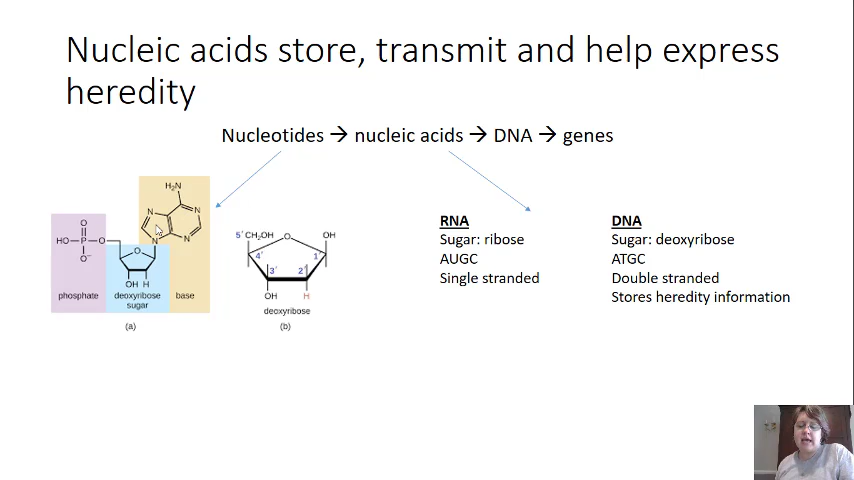 Nucleic acids store, transmit and help express
heredity
Nucleotides → nucleic acids → DNA → genes
H₂N
N
N
N
N
O
HO
P
O
O⁻
O
OH H
phosphate
deoxyribose
sugar
base
(a)
5′ CH₂OH
O
OH
4′
1′
3′
2′
OH
H
deoxyribose
(b)
RNA
Sugar: ribose
AUGC
Single stranded
DNA
Sugar: deoxyribose
ATGC
Double stranded
Stores heredity information